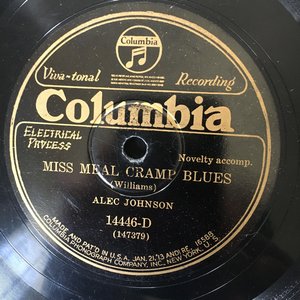 Columbia
Viva-tonal Recording
Columbia
ELECTRICAL
PROCESS
Novelty accomp.
MISS MEAL CRAMP BLUES
(Williams)
ALEC JOHNSON
14446-D
(147379)
MADE AND PAT'D IN U.S.A. JAN. 21,'13 AND RE. 16588
COLUMBIA PHONOGRAPH COMPANY, INC., NEW YORK, U.S.